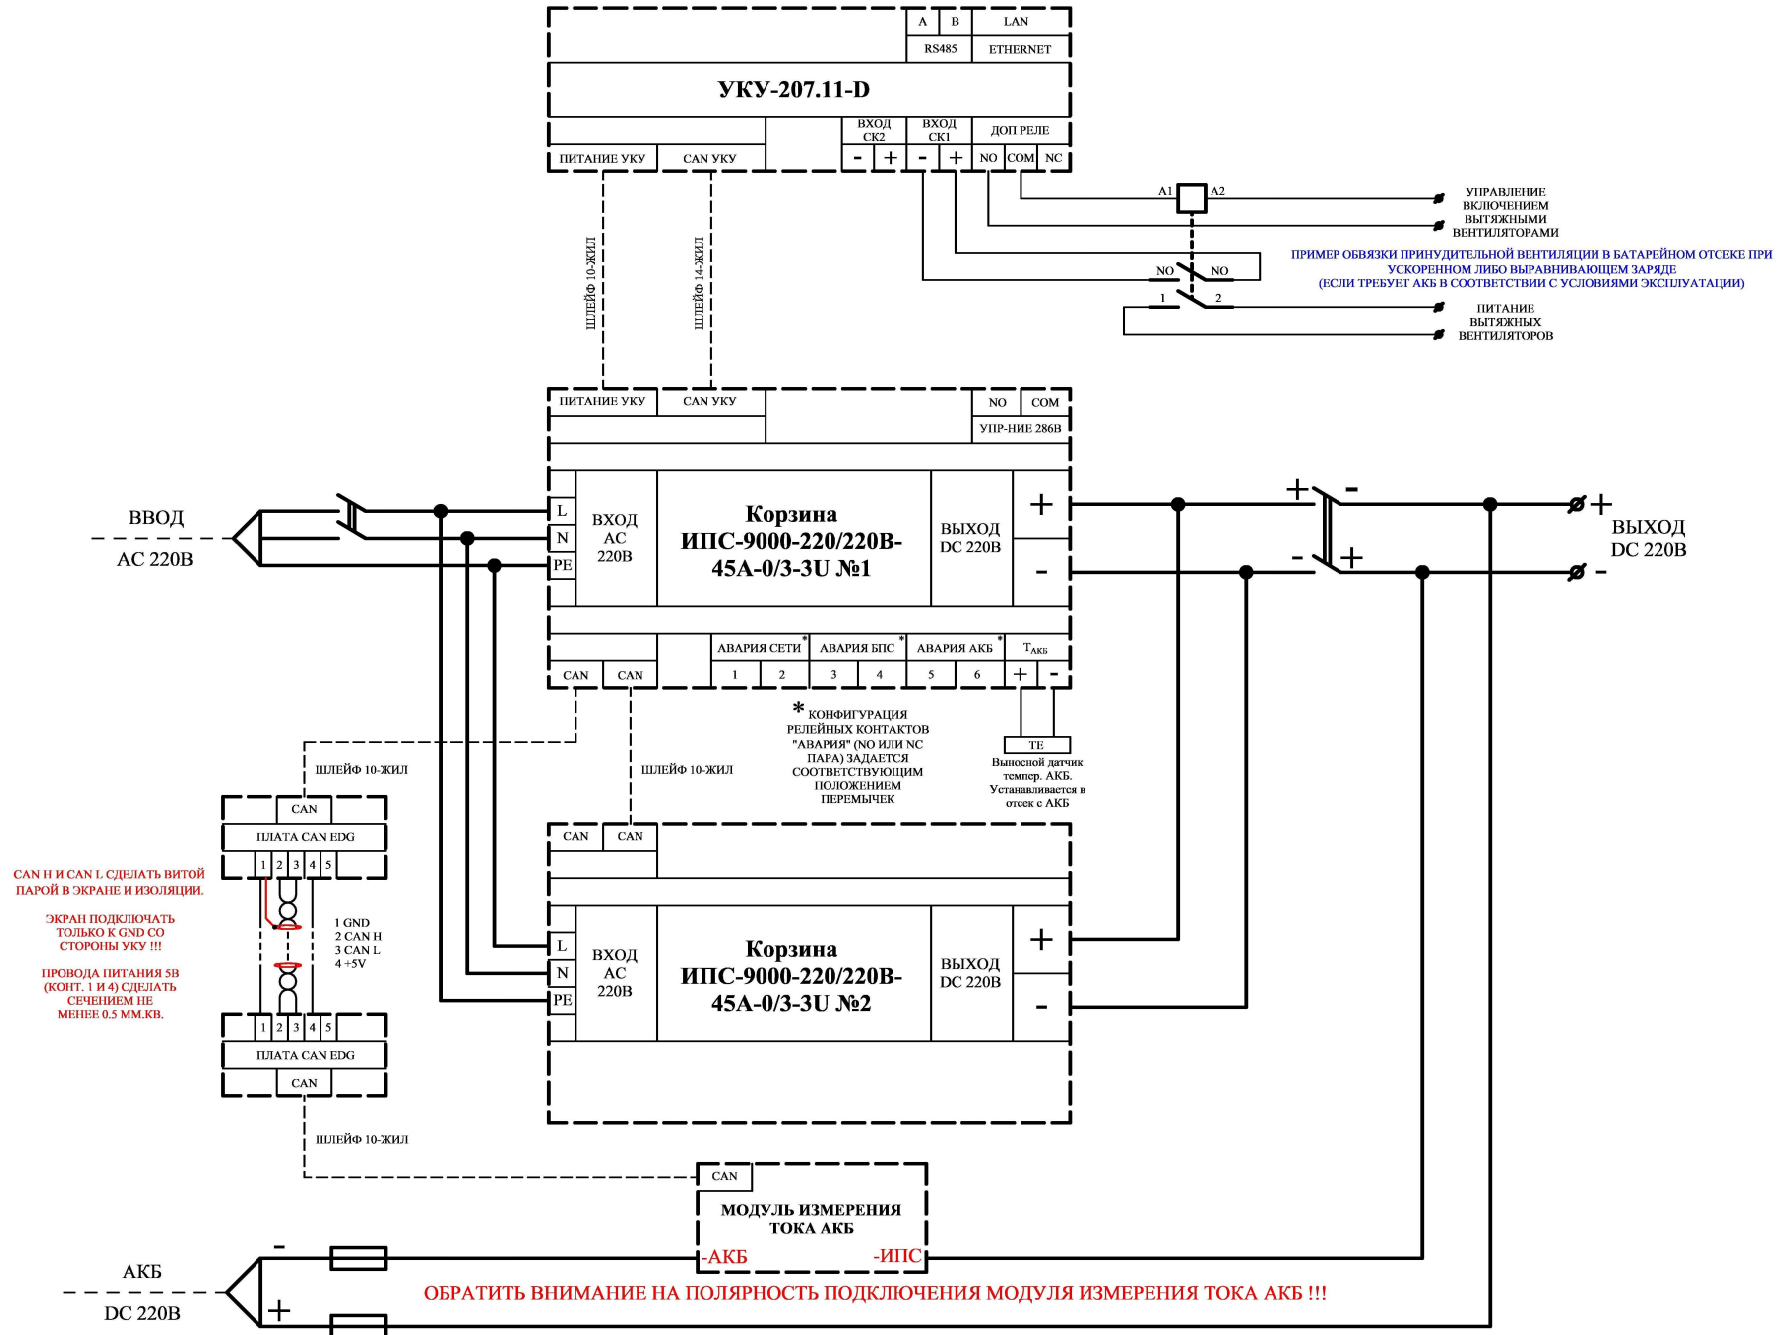 A B LAN
RS485 ETHERNET
УКУ-207.11-D
ВХОД СК2
ВХОД СК1
ДОП РЕЛЕ
ПИТАНИЕ УКУ CAN УКУ - + - + NO COM NC
A1 A2
УПРАВЛЕНИЕ
ВКЛЮЧЕНИЕМ
ВЫТЯЖНЫМИ
ВЕНТИЛЯТОРАМИ
ШЛЕЙФ 10-ЖИЛ
ШЛЕЙФ 14-ЖИЛ
ПРИМЕР ОБВЯЗКИ ПРИНУДИТЕЛЬНОЙ ВЕНТИЛЯЦИИ В БАТАРЕЙНОМ ОТСЕКЕ ПРИ
УСКОРЕННОМ ЛИБО ВЫРАВНИВАЮЩЕМ ЗАРЯДЕ
(ЕСЛИ ТРЕБУЕТ АКБ В СООТВЕТСТВИИ С УСЛОВИЯМИ ЭКСПЛУАТАЦИИ)
NO NO
1 2
ПИТАНИЕ
ВЫТЯЖНЫХ
ВЕНТИЛЯТОРОВ
ПИТАНИЕ УКУ CAN УКУ NO COM
УПР-НИЕ 286В
ВВОД
AC 220В
L
N
PE
ВХОД
AC
220В
Корзина
ИПС-9000-220/220В-
45А-0/3-3U №1
ВЫХОД
DC 220В
+
-
+ -
- +
+
-
ВЫХОД
DC 220В
АВАРИЯ СЕТИ * АВАРИЯ БПС * АВАРИЯ АКБ * TАКБ
CAN CAN 1 2 3 4 5 6 + -
* КОНФИГУРАЦИЯ
РЕЛЕЙНЫХ КОНТАКТОВ
"АВАРИЯ" (NO ИЛИ NC
ПАРА) ЗАДАЕТСЯ
СООТВЕТСТВУЮЩИМ
ПОЛОЖЕНИЕМ
ПЕРЕМЫЧЕК
TE
Выносной датчик
темпер. АКБ.
Устанавливается в
отсек с АКБ
ШЛЕЙФ 10-ЖИЛ
ШЛЕЙФ 10-ЖИЛ
CAN
ПЛАТА CAN EDG
1 2 3 4 5
CAN H И CAN L СДЕЛАТЬ ВИТОЙ
ПАРОЙ В ЭКРАНЕ И ИЗОЛЯЦИИ.
ЭКРАН ПОДКЛЮЧАТЬ
ТОЛЬКО К GND СО
СТОРОНЫ УКУ !!!
ПРОВОДА ПИТАНИЯ 5В
(КОНТ. 1 И 4) СДЕЛАТЬ
СЕЧЕНИЕМ НЕ
МЕНЕЕ 0.5 ММ.КВ.
1 GND
2 CAN H
3 CAN L
4 +5V
1 2 3 4 5
ПЛАТА CAN EDG
CAN
ШЛЕЙФ 10-ЖИЛ
CAN CAN
L
N
PE
ВХОД
AC
220В
Корзина
ИПС-9000-220/220В-
45А-0/3-3U №2
ВЫХОД
DC 220В
+
-
CAN
МОДУЛЬ ИЗМЕРЕНИЯ
ТОКА АКБ
-АКБ -ИПС
АКБ
DC 220В
-
+
ОБРАТИТЬ ВНИМАНИЕ НА ПОЛЯРНОСТЬ ПОДКЛЮЧЕНИЯ МОДУЛЯ ИЗМЕРЕНИЯ ТОКА АКБ !!!